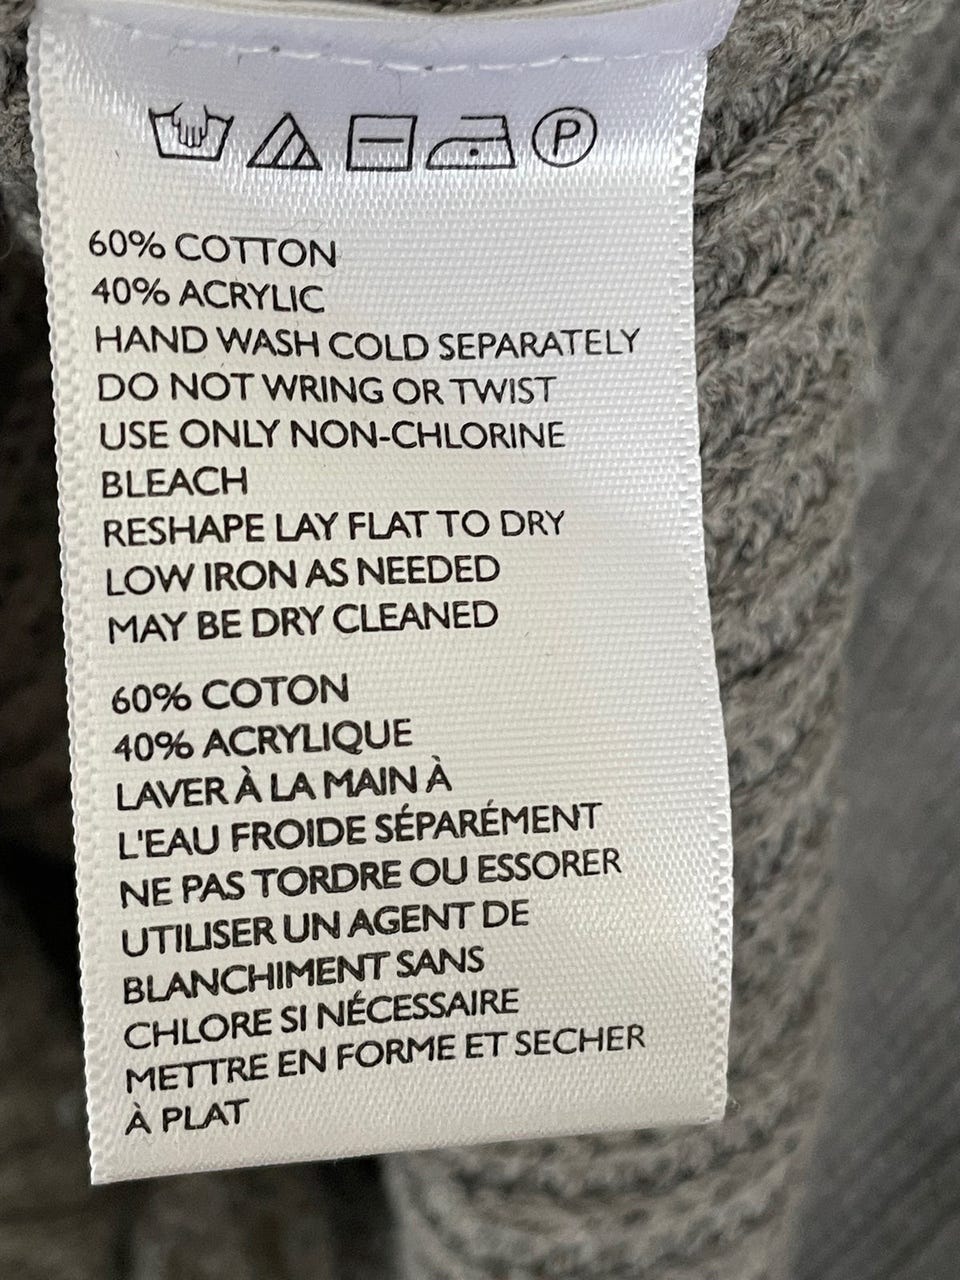 P
60% COTTON
40% ACRYLIC
HAND WASH COLD SEPARATELY
DO NOT WRING OR TWIST
USE ONLY NON-CHLORINE
BLEACH
RESHAPE LAY FLAT TO DRY
LOW IRON AS NEEDED
MAY BE DRY CLEANED
60% COTON
40% ACRYLIQUE
LAVER À LA MAIN À
L'EAU FROIDE SÉPARÉMENT
NE PAS TORDRE OU ESSORER
UTILISER UN AGENT DE
BLANCHIMENT SANS
CHLORE SI NÉCESSAIRE
METTRE EN FORME ET SECHER
À PLAT